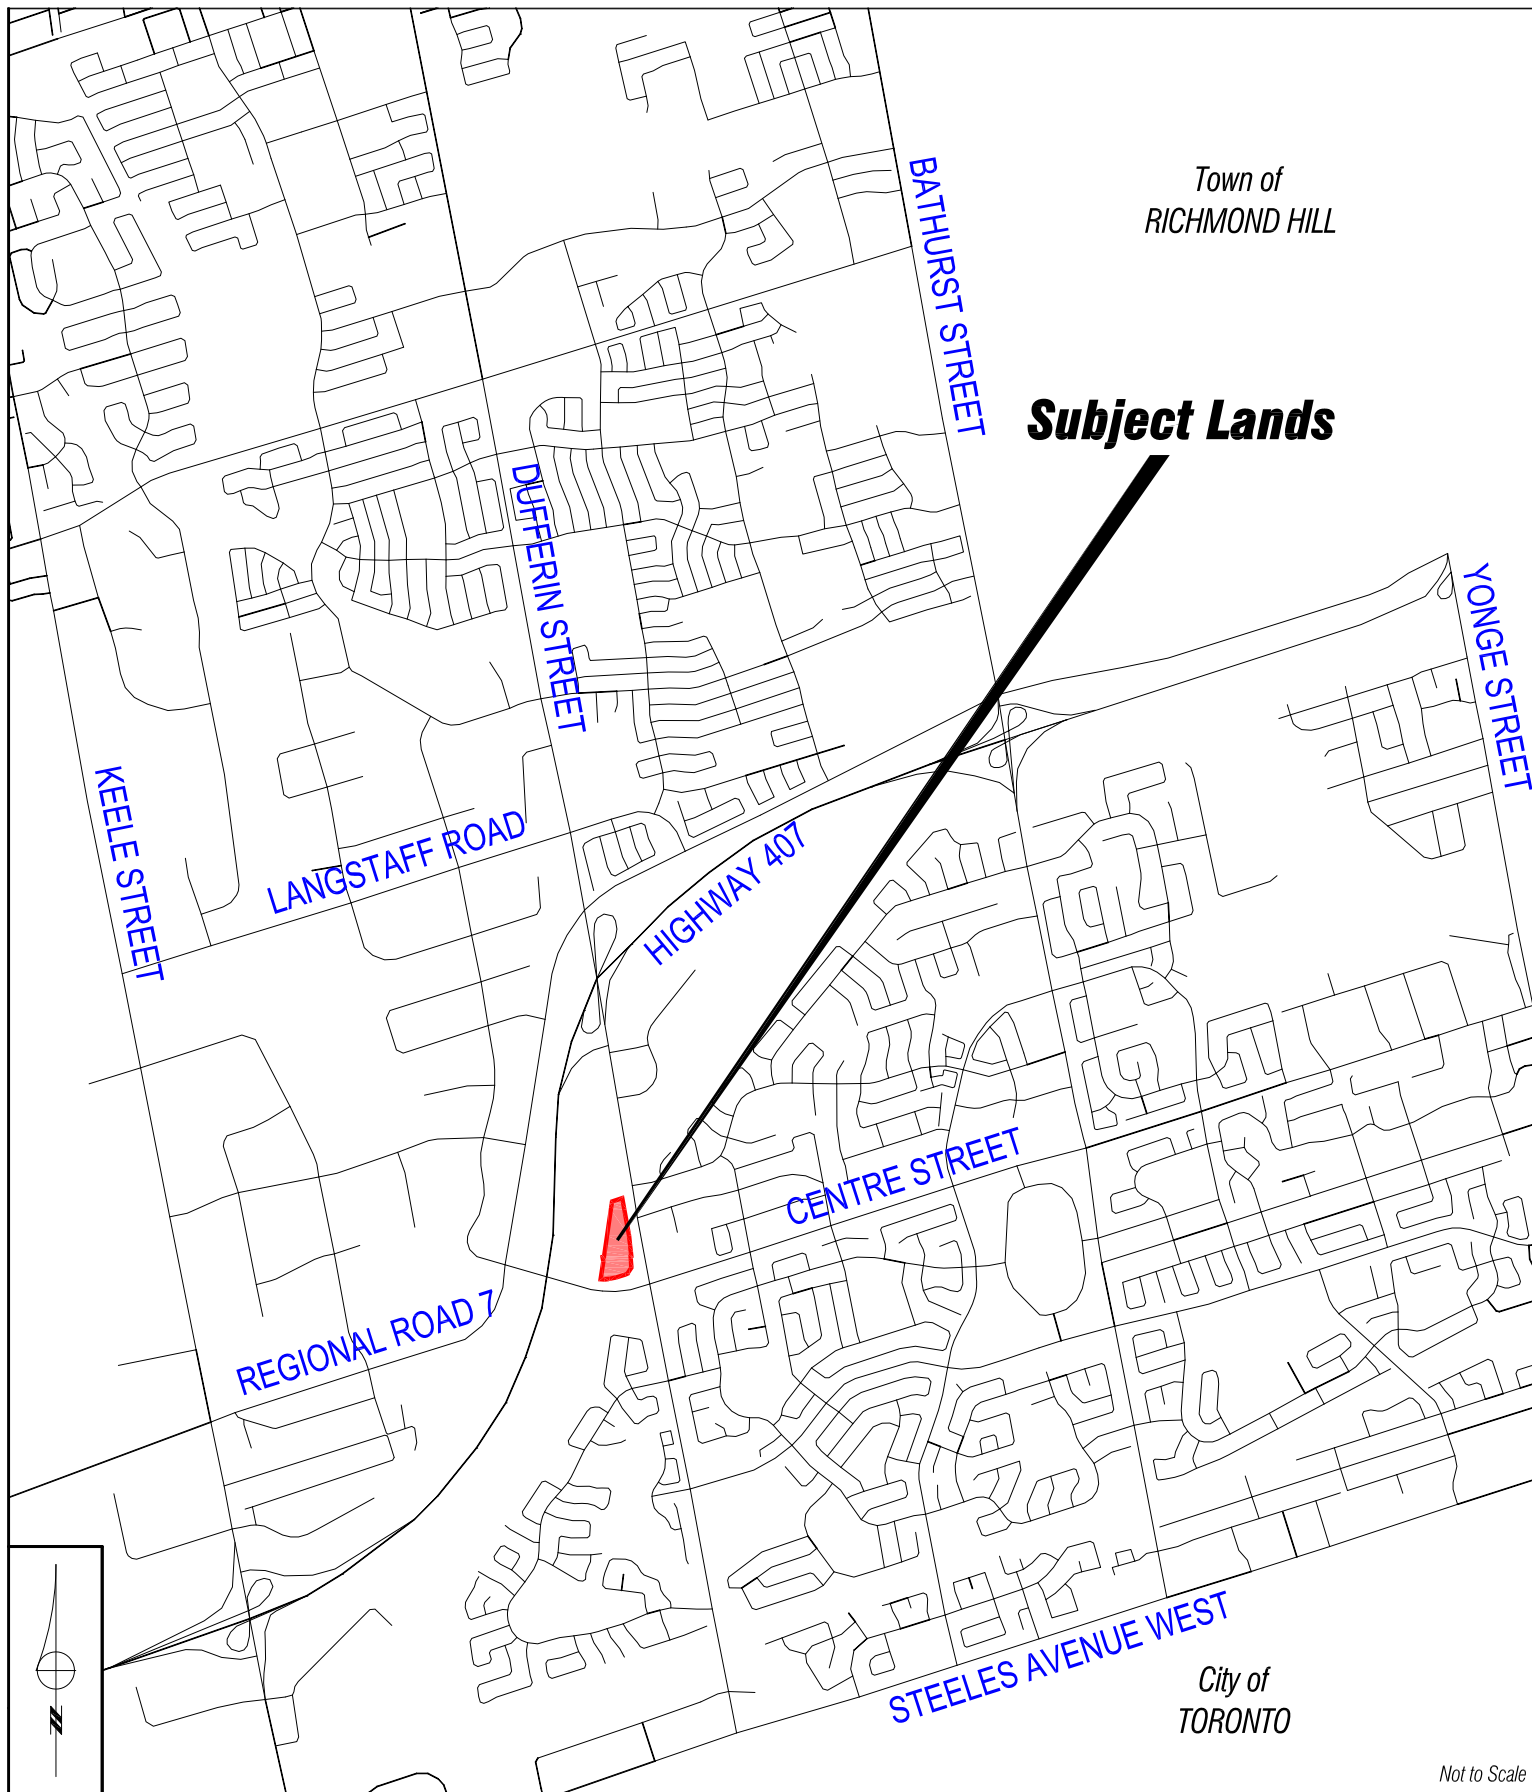 Town of
RICHMOND HILL
BATHURST STREET
Subject Lands
DUFFERIN STREET
YONGE STREET
KEELE STREET
LANGSTAFF ROAD
HIGHWAY 407
CENTRE STREET
REGIONAL ROAD 7
STEELES AVENUE WEST
City of
TORONTO
N
Not to Scale